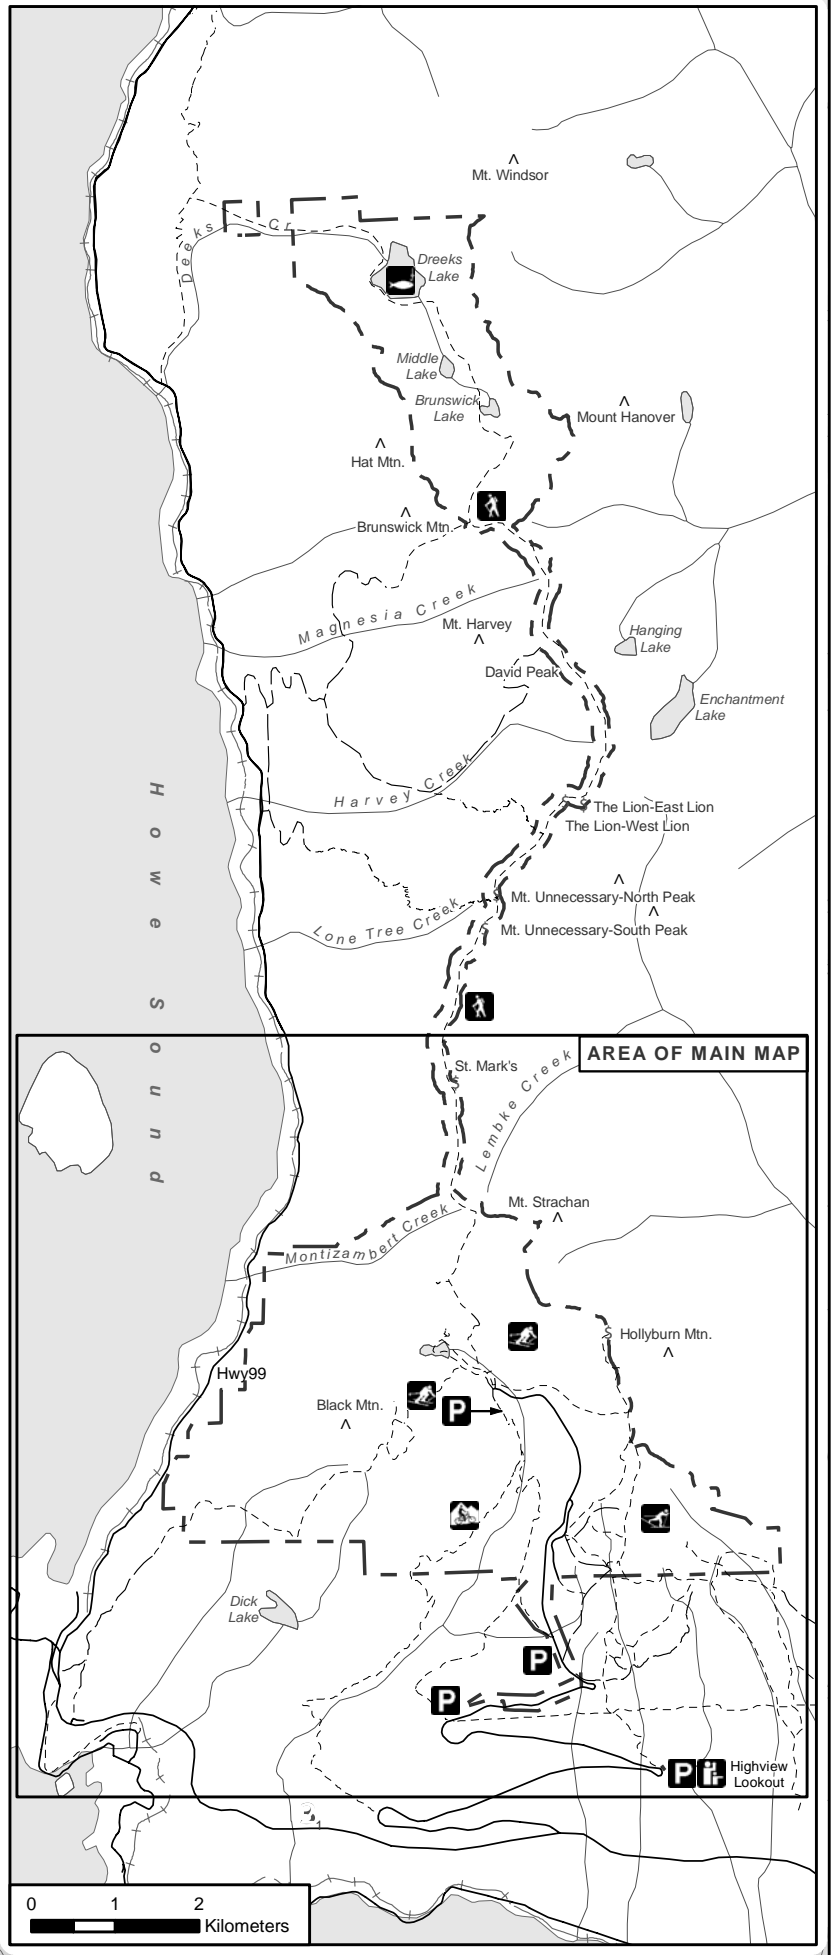 Mt. Windsor
Deeks Cr.
Dreeks
Lake
Middle
Lake
Brunswick
Lake
Mount Hanover
Hat Mtn.
Brunswick Mtn.
Magnesia Creek
Mt. Harvey
Hanging
Lake
David Peak
Enchantment
Lake
Howe Sound
Harvey Creek
The Lion-East Lion
The Lion-West Lion
Mt. Unnecessary-North Peak
Lone Tree Creek
Mt. Unnecessary-South Peak
AREA OF MAIN MAP
St. Mark's
Lembke Creek
Mt. Strachan
Montizambert Creek
Hollyburn Mtn.
Hwy99
Black Mtn.
P
Dick
Lake
P
P
P
Highview
Lookout
1
0 1 2
Kilometers